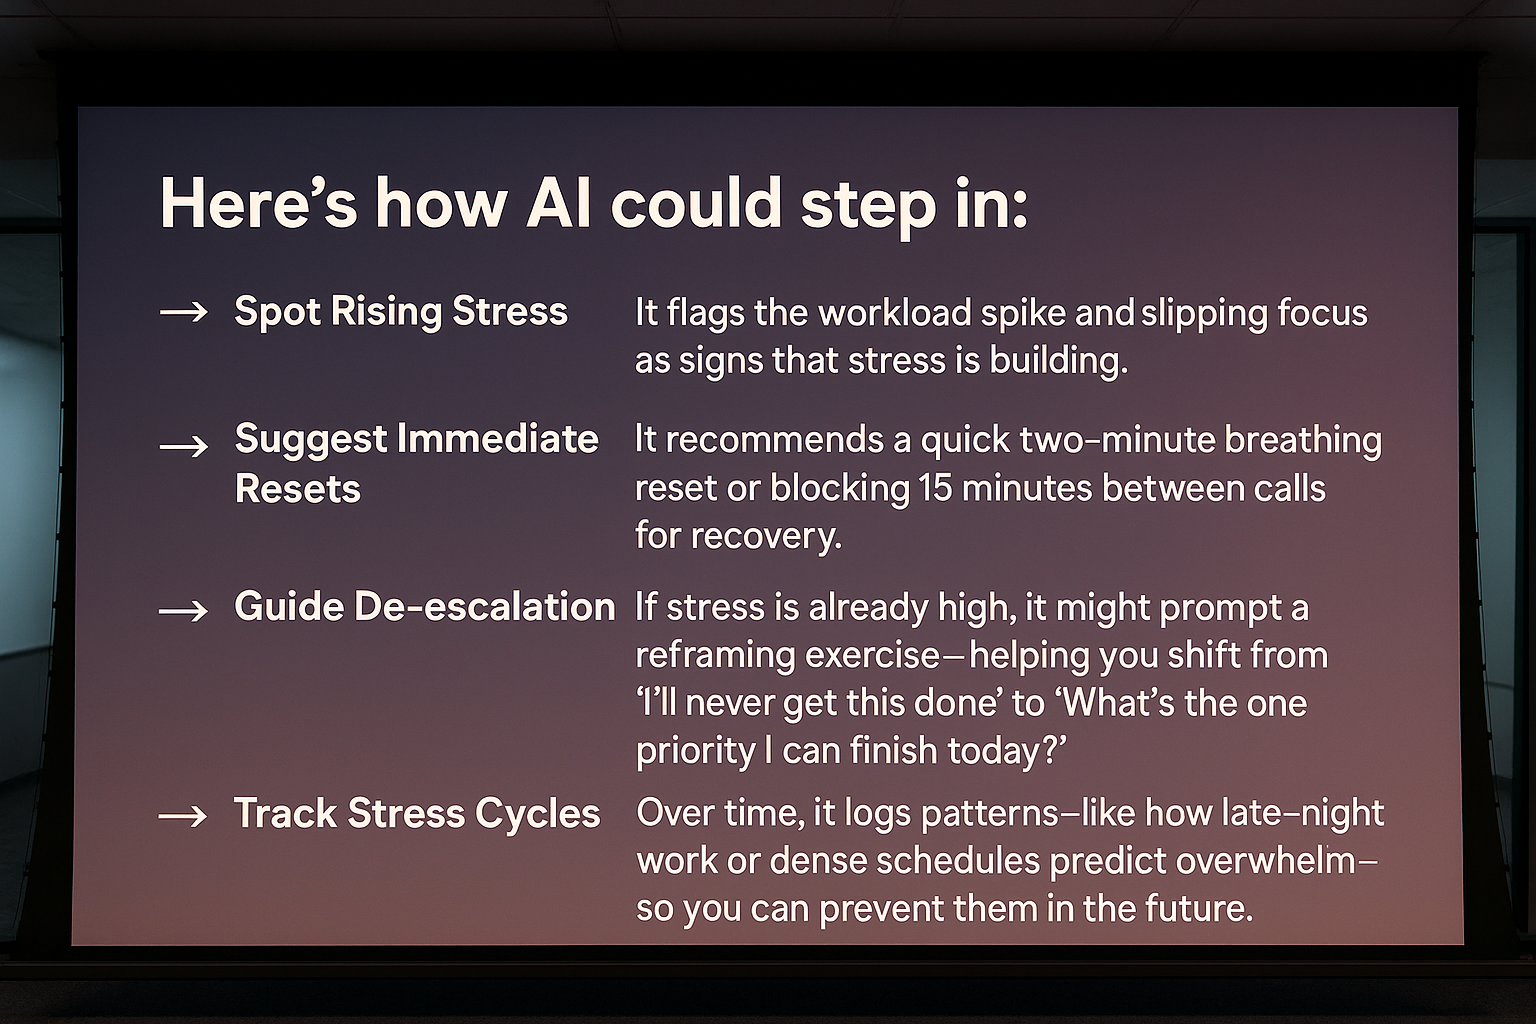 Here's how AI could step in:
→ Spot Rising Stress
It flags the workload spike and slipping focus
as signs that stress is building.
→ Suggest Immediate
Resets
It recommends a quick two–minute breathing
reset or blocking 15 minutes between calls
for recovery.
→ Guide De-escalation
If stress is already high, it might prompt a
reframing exercise—helping you shift from
‘I’ll never get this done’ to ‘What’s the one
priority I can finish today?’
→ Track Stress Cycles
Over time, it logs patterns—like how late–night
work or dense schedules predict overwhelm—
so you can prevent them in the future.